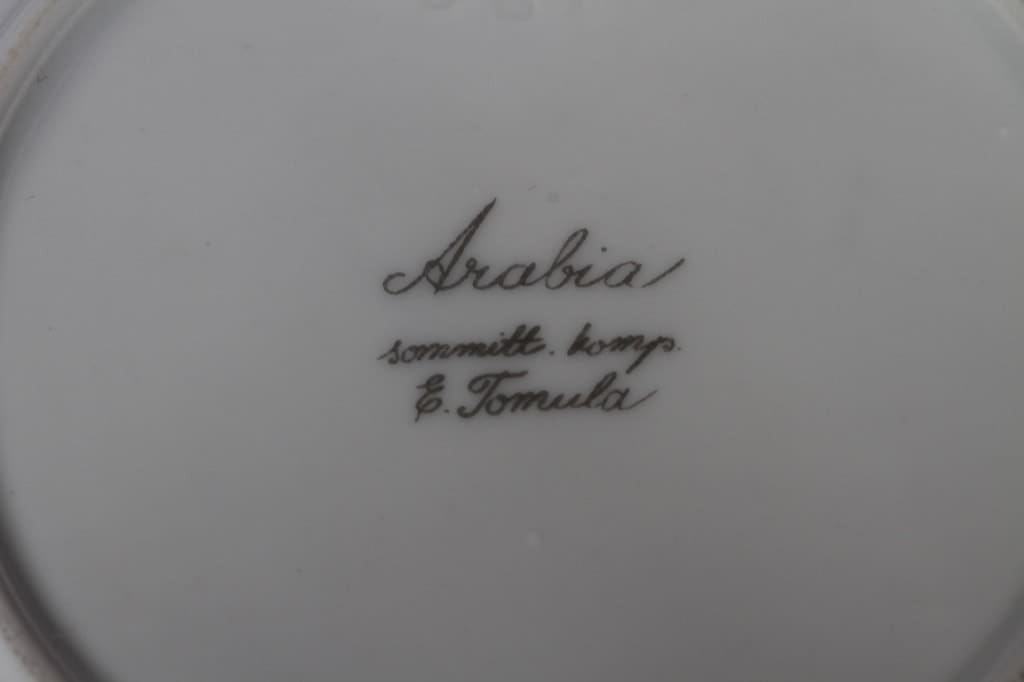 Arabia
sommitt. komp.
E. Tomula